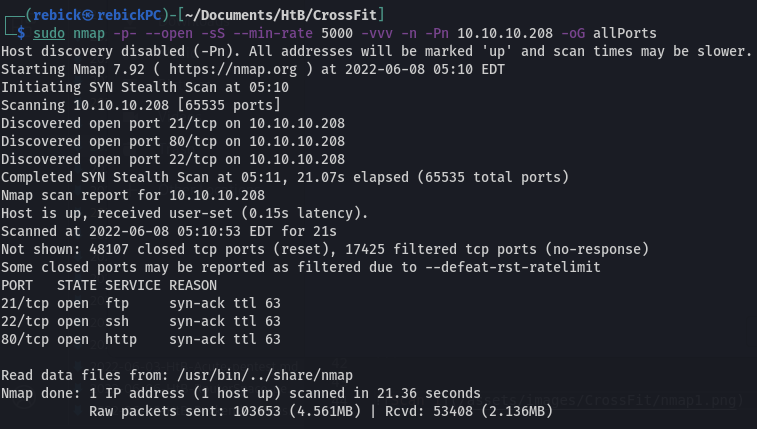 ┌──(rebick㉿rebickPC)-[~/Documents/HtB/CrossFit]
└─$ sudo nmap -p- --open -sS --min-rate 5000 -vvv -n -Pn 10.10.10.208 -oG allPorts
Host discovery disabled (-Pn). All addresses will be marked 'up' and scan times may be slower.
Starting Nmap 7.92 ( https://nmap.org ) at 2022-06-08 05:10 EDT
Initiating SYN Stealth Scan at 05:10
Scanning 10.10.10.208 [65535 ports]
Discovered open port 21/tcp on 10.10.10.208
Discovered open port 80/tcp on 10.10.10.208
Discovered open port 22/tcp on 10.10.10.208
Completed SYN Stealth Scan at 05:11, 21.07s elapsed (65535 total ports)
Nmap scan report for 10.10.10.208
Host is up, received user-set (0.15s latency).
Scanned at 2022-06-08 05:10:53 EDT for 21s
Not shown: 48107 closed tcp ports (reset), 17425 filtered tcp ports (no-response)
Some closed ports may be reported as filtered due to --defeat-rst-ratelimit
PORT   STATE SERVICE REASON
21/tcp open  ftp     syn-ack ttl 63
22/tcp open  ssh     syn-ack ttl 63
80/tcp open  http    syn-ack ttl 63
Read data files from: /usr/bin/../share/nmap
Nmap done: 1 IP address (1 host up) scanned in 21.36 seconds
           Raw packets sent: 103653 (4.561MB) | Rcvd: 53408 (2.136MB)
/assets/images/CrossFit/nmap1.png)